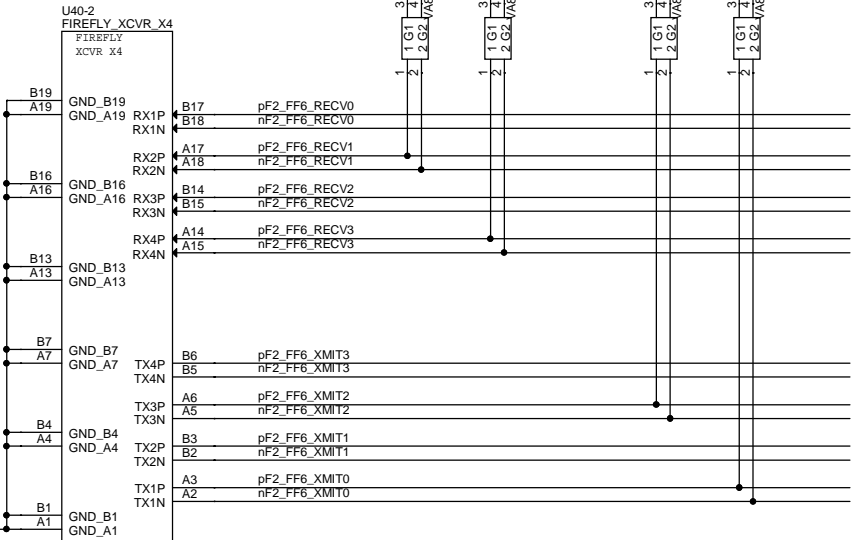 U40-2
FIREFLY_XCVR_X4
FIREFLY
XCVR X4
3 4
1 G1
2 G2
1 2
3 4
1 G1
2 G2
1 2
3 4
1 G1
2 G2
1 2
3 4
1 G1
2 G2
1 2
B19 GND_B19
A19 GND_A19 RX1P B17 pF2_FF6_RECV0
RX1N B18 nF2_FF6_RECV0
RX2P A17 pF2_FF6_RECV1
RX2N A18 nF2_FF6_RECV1
B16 GND_B16
A16 GND_A16 RX3P B14 pF2_FF6_RECV2
RX3N B15 nF2_FF6_RECV2
RX4P A14 pF2_FF6_RECV3
RX4N A15 nF2_FF6_RECV3
B13 GND_B13
A13 GND_A13
B7 GND_B7
A7 GND_A7 TX4P B6 pF2_FF6_XMIT3
TX4N B5 nF2_FF6_XMIT3
TX3P A6 pF2_FF6_XMIT2
TX3N A5 nF2_FF6_XMIT2
B4 GND_B4
A4 GND_A4 TX2P B3 pF2_FF6_XMIT1
TX2N B2 nF2_FF6_XMIT1
TX1P A3 pF2_FF6_XMIT0
TX1N A2 nF2_FF6_XMIT0
B1 GND_B1
A1 GND_A1